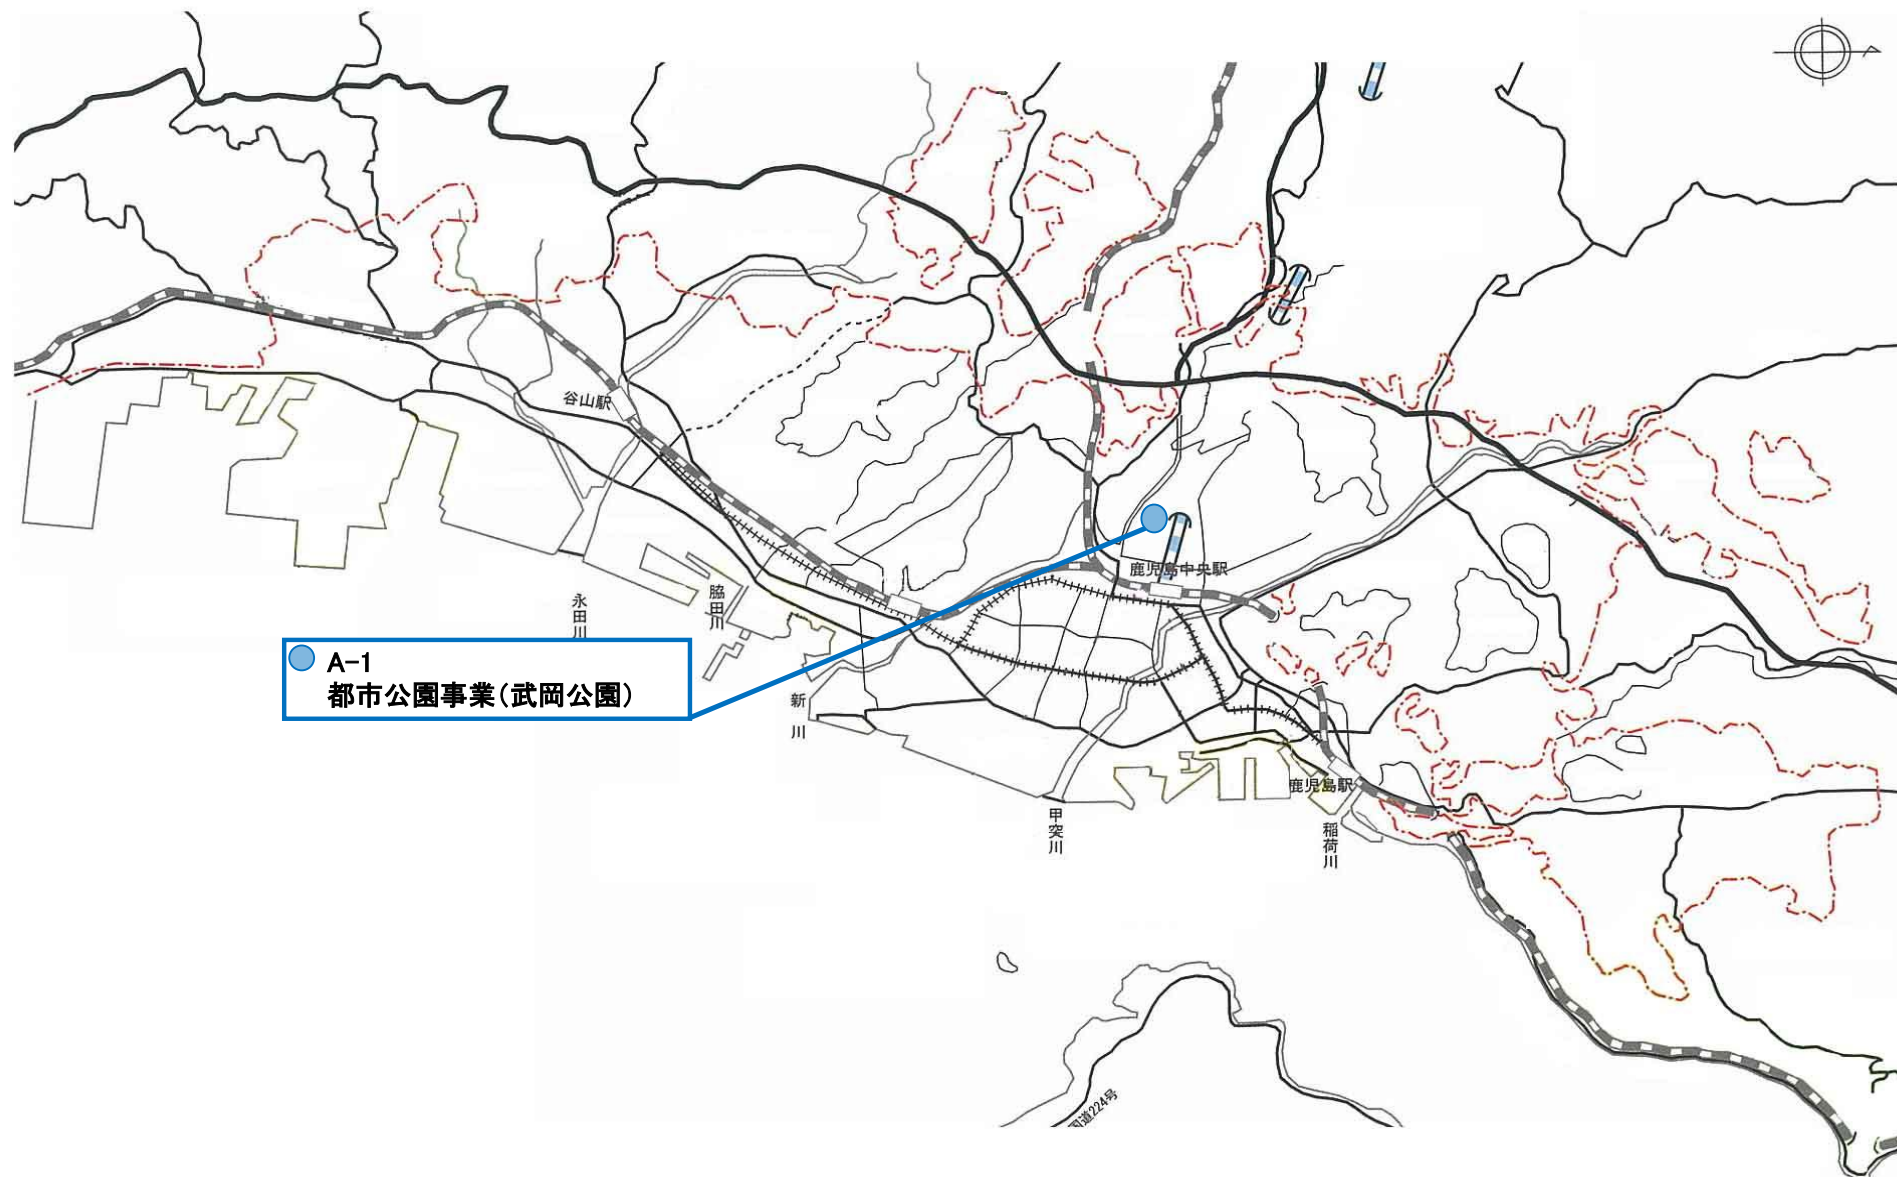 谷山駅
鹿児島中央駅
永田川
脇田川
A-1
都市公園事業(武岡公園)
新川
鹿児島駅
甲突川
稲荷川
国道224号